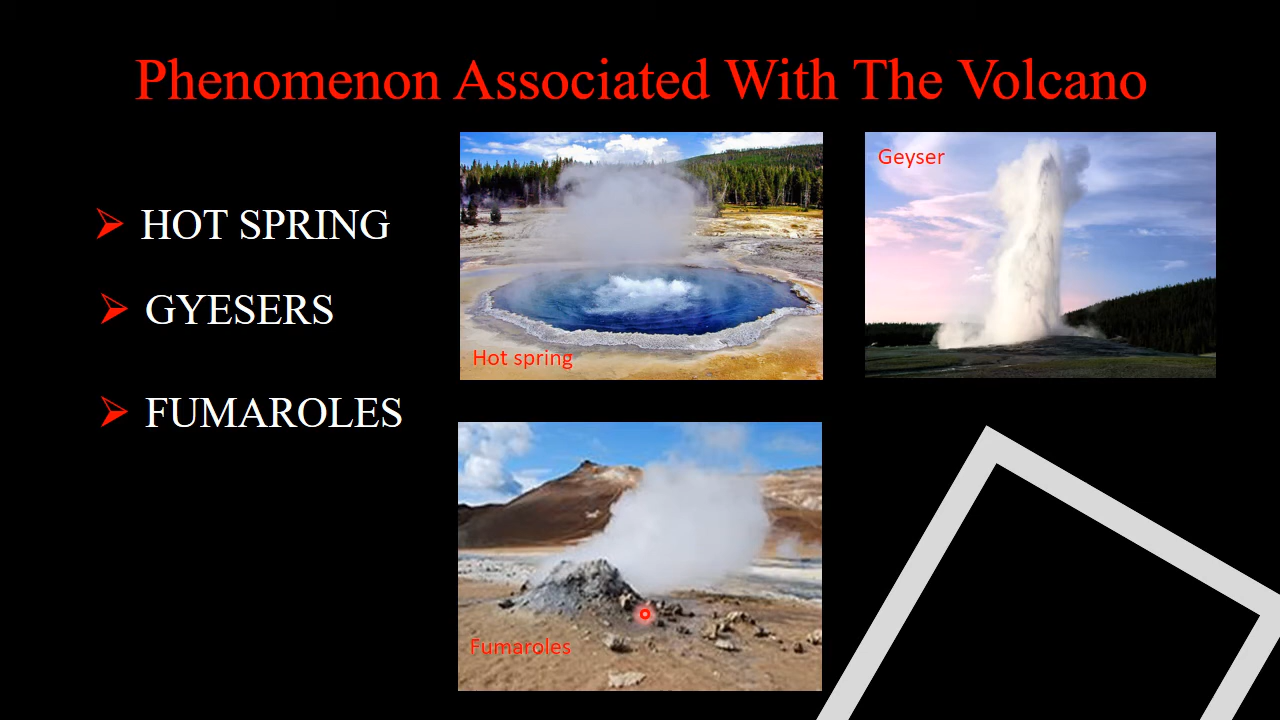 Phenomenon Associated With The Volcano
HOT SPRING
GYESERS
FUMAROLES
Hot spring
Geyser
Fumaroles